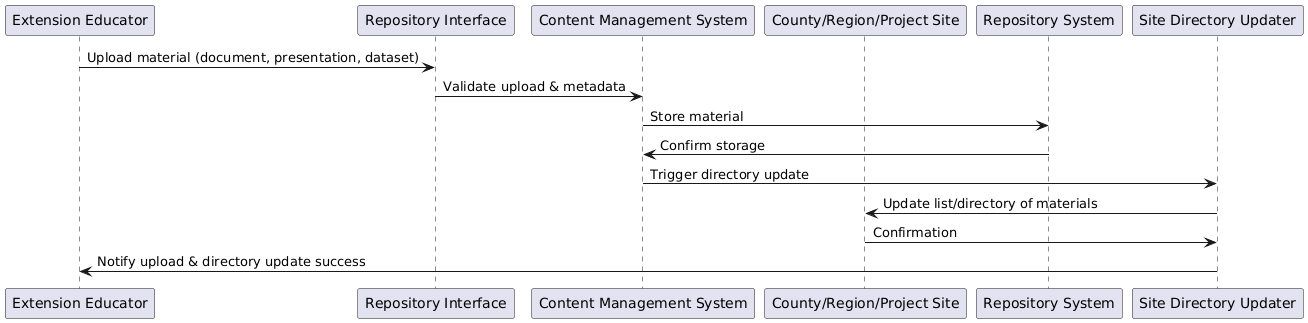 Extension Educator
Repository Interface
Content Management System
County/Region/Project Site
Repository System
Site Directory Updater
Upload material (document, presentation, dataset)
Validate upload & metadata
Store material
Confirm storage
Trigger directory update
Update list/directory of materials
Confirmation
Notify upload & directory update success
Extension Educator
Repository Interface
Content Management System
County/Region/Project Site
Repository System
Site Directory Updater